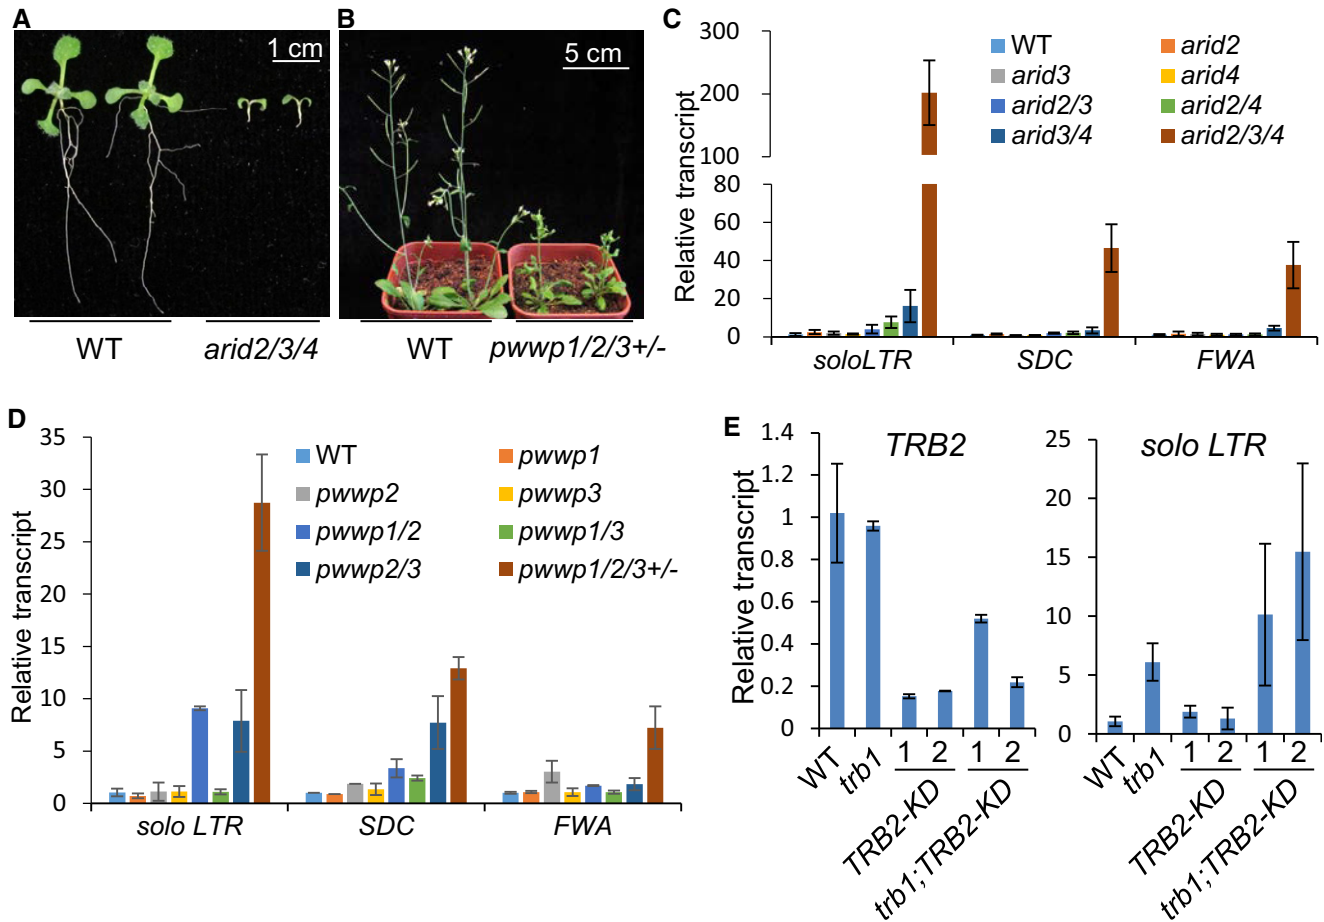 A
1 cm
WT
arid2/3/4
B
5 cm
WT
pwwp1/2/3+/-
C
Relative transcript
300
200
100
80
60
40
20
0
WT
arid2
arid3
arid4
arid2/3
arid2/4
arid3/4
arid2/3/4
soloLTR
SDC
FWA
D
Relative transcript
35
30
25
20
15
10
5
0
WT
pwwp1
pwwp2
pwwp3
pwwp1/2
pwwp1/3
pwwp2/3
pwwp1/2/3+/-
solo LTR
SDC
FWA
E
TRB2
Relative transcript
1.4
1.2
1
0.8
0.6
0.4
0.2
0
WT
trb1
1
2
TRB2-KD
1
2
trb1;TRB2-KD
solo LTR
25
20
15
10
5
0
WT
trb1
1
2
TRB2-KD
1
2
trb1;TRB2-KD